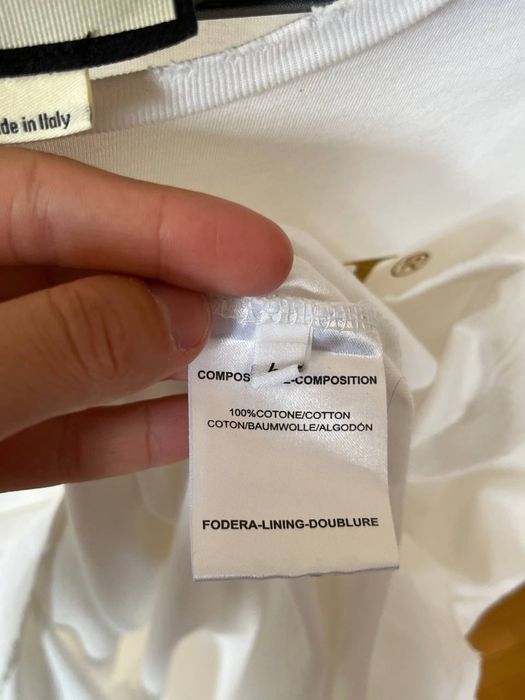 de in Italy
COMPOS E-COMPOSITION
100%COTONE/COTTON
COTON/BAUMWOLLE/ALGODÓN
FODERA-LINING-DOUBLURE